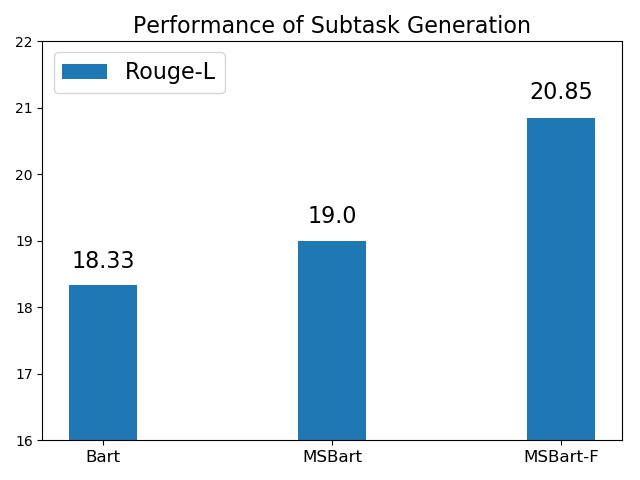 Performance of Subtask Generation
22
21
20
19
18
17
16
Rouge-L
18.33
19.0
20.85
Bart
MSBart
MSBart-F